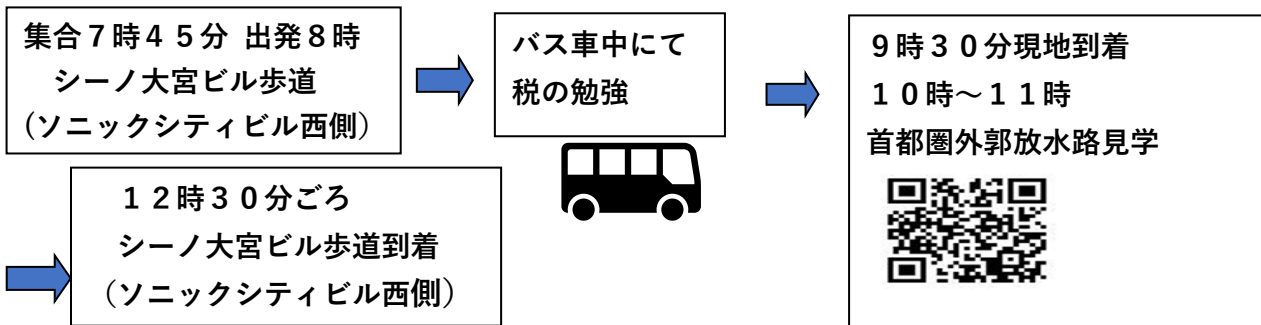 集合７時４５分 出発８時
シーノ大宮ビル歩道
（ソニックシティビル西側）
バス車中にて
税の勉強
９時３０分現地到着
１０時～１１時
首都圏外郭放水路見学
１２時３０分ごろ
シーノ大宮ビル歩道到着
（ソニックシティビル西側）